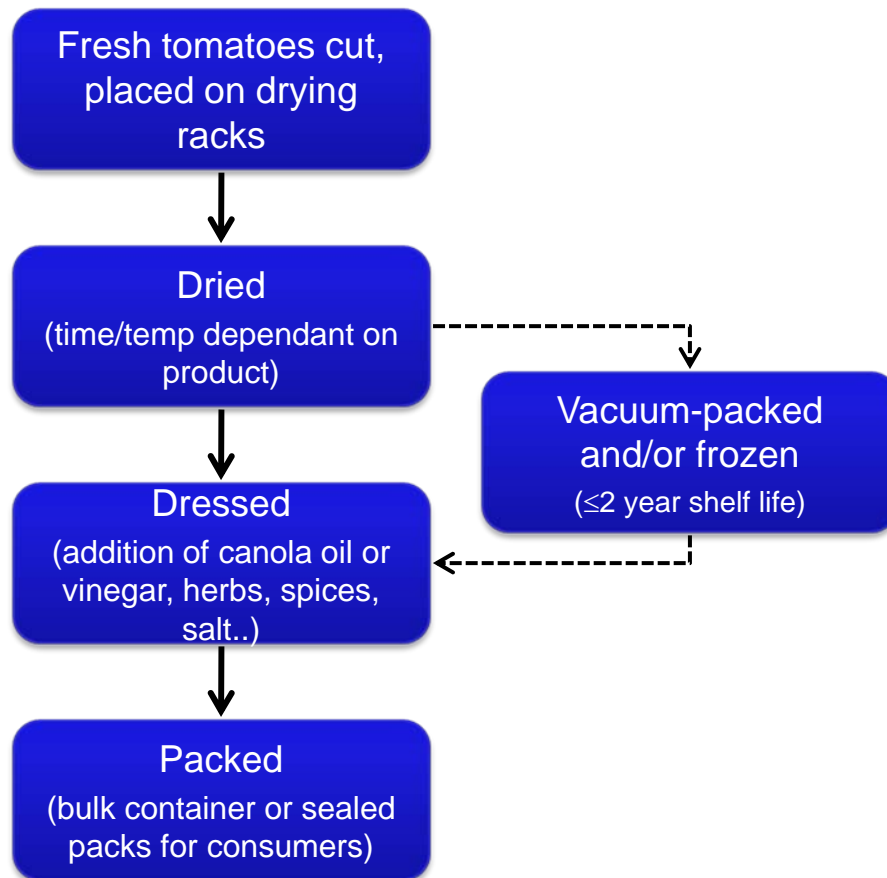 Fresh tomatoes cut,
placed on drying
racks
Dried
(time/temp dependant on
product)
Vacuum-packed
and/or frozen
(≤2 year shelf life)
Dressed
(addition of canola oil or
vinegar, herbs, spices,
salt..)
Packed
(bulk container or sealed
packs for consumers)